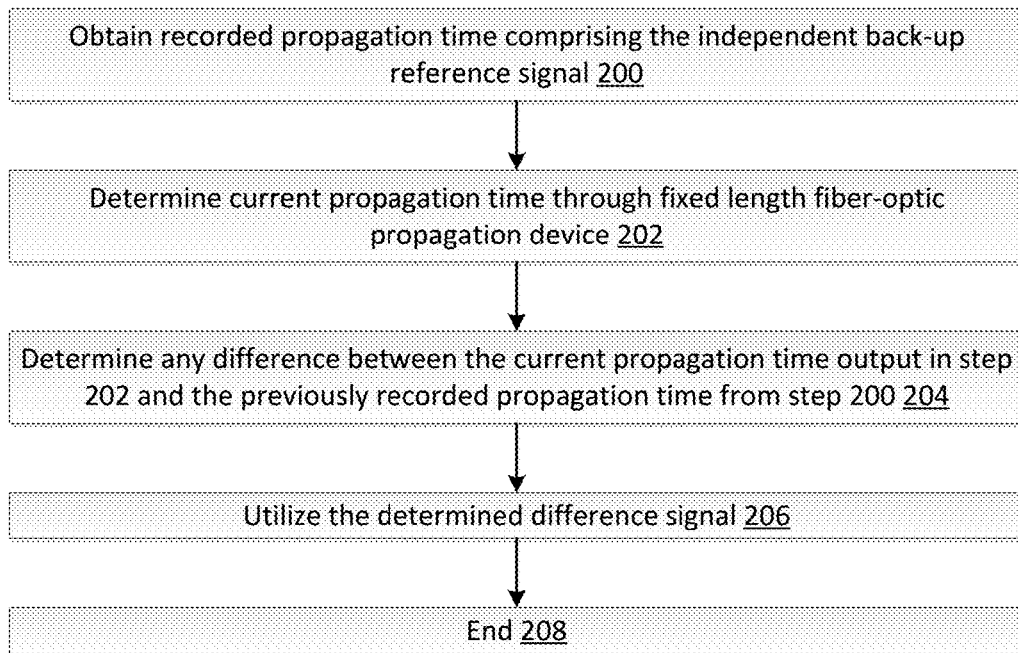 Obtain recorded propagation time comprising the independent back-up
reference signal 200
Determine current propagation time through fixed length fiber-optic
propagation device 202
Determine any difference between the current propagation time output in step
202 and the previously recorded propagation time from step 200 204
Utilize the determined difference signal 206
End 208